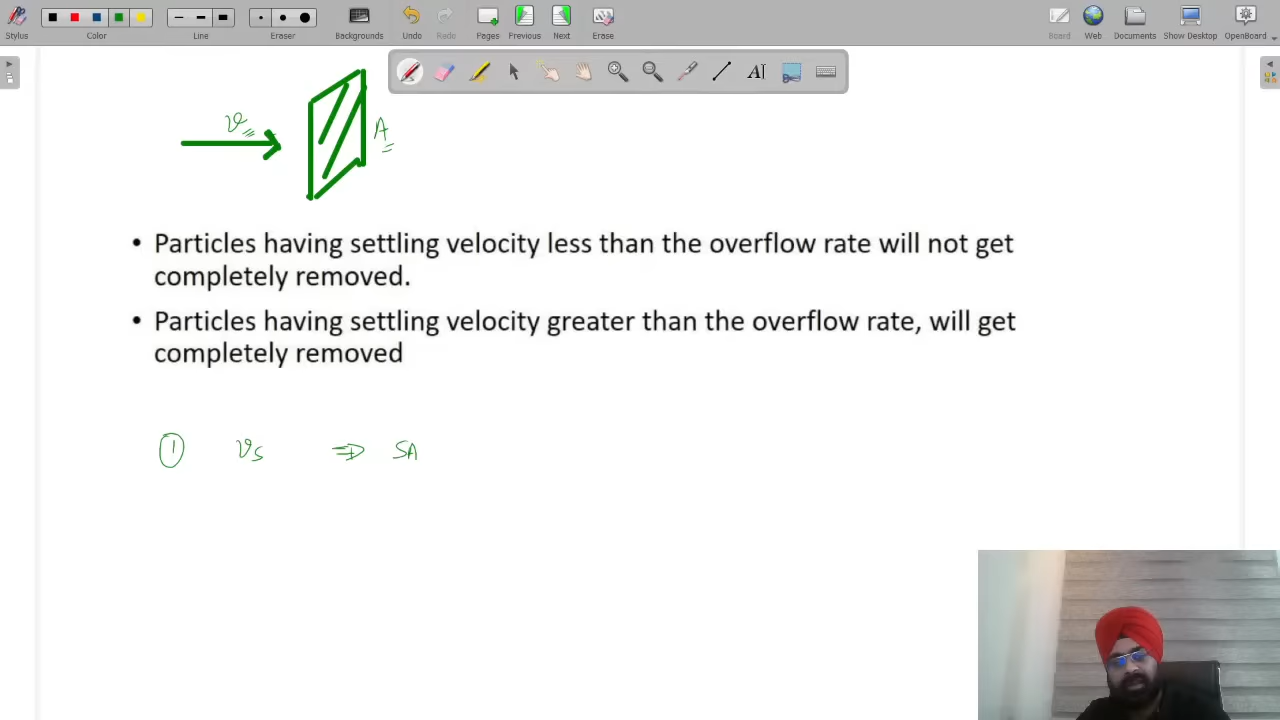 Stylus
Color
Line
Eraser
Backgrounds
Undo
Redo
Pages
Previous
Next
Erase
Board
Web
Documents
Show Desktop
OpenBoard
A
v
A
• Particles having settling velocity less than the overflow rate will not get
completely removed.
• Particles having settling velocity greater than the overflow rate, will get
completely removed
① vs ⇒ SA